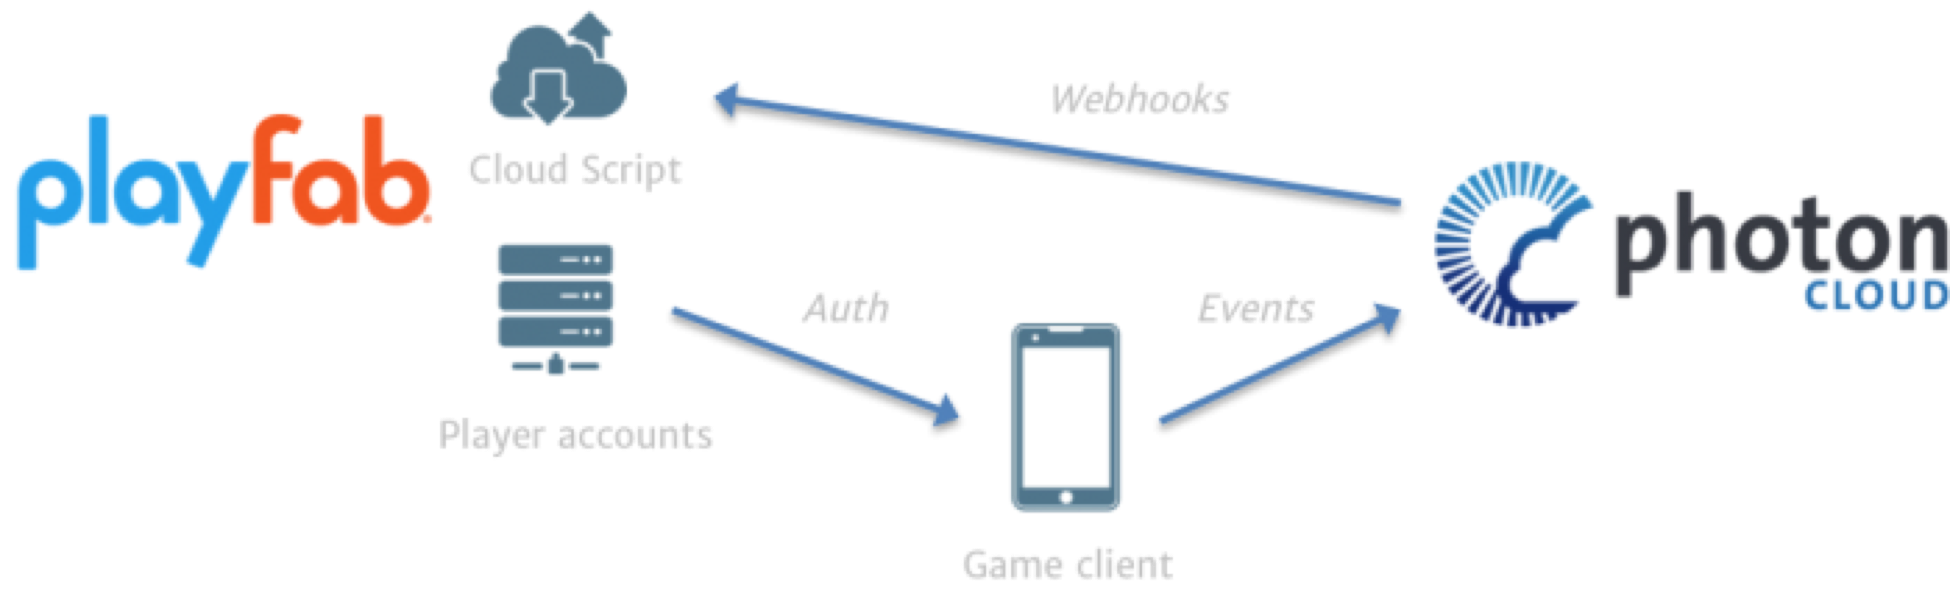 playfab
Cloud Script
Player accounts
Webhooks
Auth
Events
Game client
photon
CLOUD